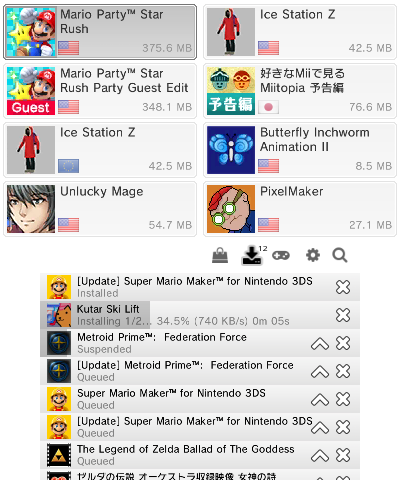 Mario Party™ Star
Rush
375.6 MB
Ice Station Z
42.5 MB
Mario Party™ Star
Rush Party Guest Edit
Guest
348.1 MB
好きなMiiで見る
Miitopia 予告編
予告編
76.6 MB
Ice Station Z
42.5 MB
Butterfly Inchworm
Animation II
8.5 MB
Unlucky Mage
54.7 MB
PixelMaker
27.1 MB
12
[Update] Super Mario Maker™ for Nintendo 3DS
Installed
Kutar Ski Lift
Installing 1/2... 34.5% (740 KB/s) 0m 05s
Metroid Prime™: Federation Force
Suspended
[Update] Metroid Prime™: Federation Force
Queued
Super Mario Maker™ for Nintendo 3DS
Queued
[Update] Super Mario Maker™ for Nintendo 3DS
Queued
The Legend of Zelda Ballad of The Goddess
Queued
ゼルダの伝説 オーケストラ収録映像 女神の詩